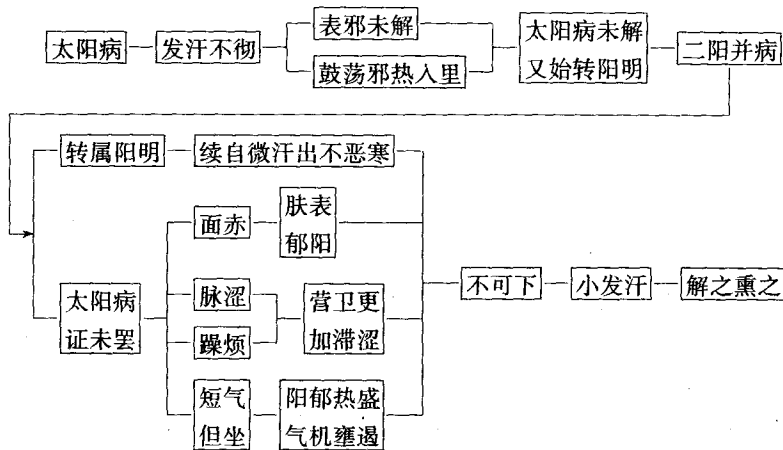 太阳病
发汗不彻
表邪未解
鼓荡邪热入里
太阳病未解
又始转阳明
二阳并病
转属阳明
续自微汗出不恶寒
太阳病
证未罢
面赤
肤表
郁阳
脉涩
躁烦
营卫更
加滞涩
短气
但坐
阳郁热盛
气机壅遏
不可下
小发汗
解之熏之